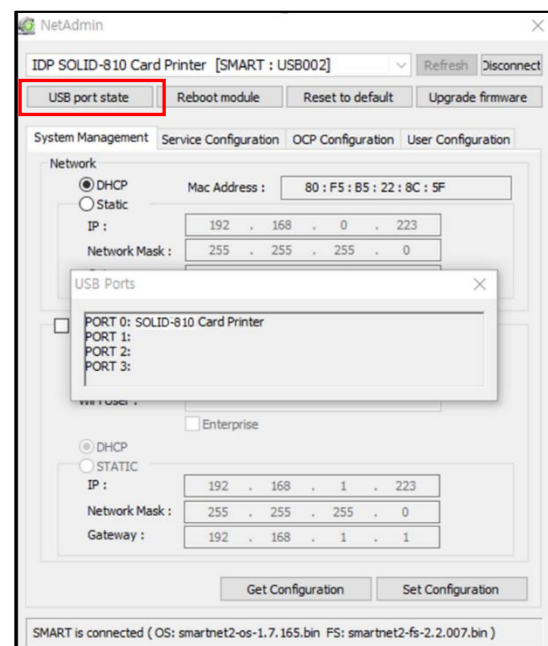 NetAdmin
IDP SOLID-810 Card Printer [SMART : USB002] Refresh Disconnect
USB port state Reboot module Reset to default Upgrade firmware
System Management Service Configuration OCP Configuration User Configuration
Network
DHCP Mac Address : 80 : F5 : B5 : 22 : 8C : 5F
Static
IP : 192 . 168 . 0 . 223
Network Mask : 255 . 255 . 255 . 0
USB Ports
PORT 0: SOLID-810 Card Printer
PORT 1:
PORT 2:
PORT 3:
Enterprise
DHCP
STATIC
IP : 192 . 168 . 1 . 223
Network Mask : 255 . 255 . 255 . 0
Gateway : 192 . 168 . 1 . 1
Get Configuration Set Configuration
SMART is connected ( OS: smartnet2-os-1.7.165.bin FS: smartnet2-fs-2.2.007.bin )